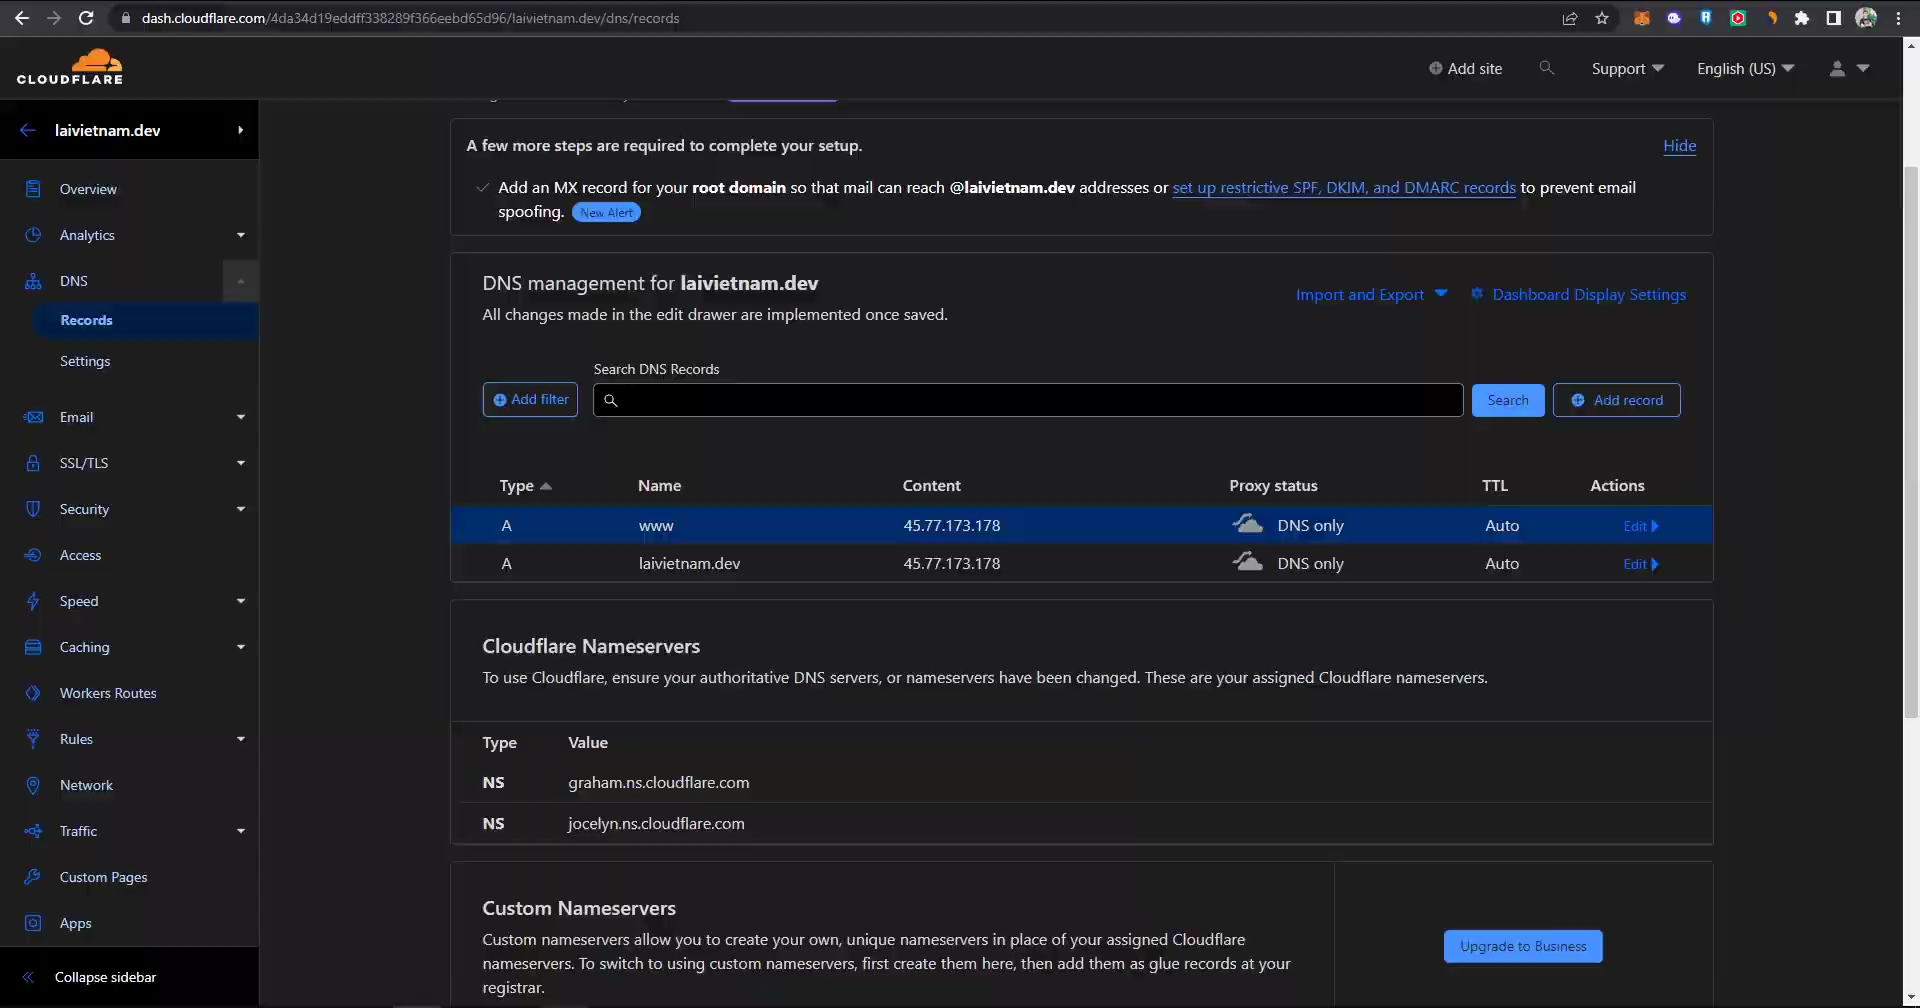 dash.cloudflare.com/4da34d19eddff338289f366eebd65d96/laivietnam.dev/dns/records
CLOUDFLARE
Add site
Support
English (US)
laivietnam.dev
Overview
Analytics
DNS
Records
Settings
Email
SSL/TLS
Security
Access
Speed
Caching
Workers Routes
Rules
Network
Traffic
Custom Pages
Apps
Collapse sidebar
A few more steps are required to complete your setup.
Hide
Add an MX record for your root domain so that mail can reach @laivietnam.dev addresses or set up restrictive SPF, DKIM, and DMARC records to prevent email
spoofing. New Alert
DNS management for laivietnam.dev
All changes made in the edit drawer are implemented once saved.
Import and Export
Dashboard Display Settings
Search DNS Records
Add filter
Search
Add record
Type Name Content Proxy status TTL Actions
A www 45.77.173.178 DNS only Auto Edit
A laivietnam.dev 45.77.173.178 DNS only Auto Edit
Cloudflare Nameservers
To use Cloudflare, ensure your authoritative DNS servers, or nameservers have been changed. These are your assigned Cloudflare nameservers.
Type Value
NS graham.ns.cloudflare.com
NS jocelyn.ns.cloudflare.com
Custom Nameservers
Custom nameservers allow you to create your own, unique nameservers in place of your assigned Cloudflare
nameservers. To switch to using custom nameservers, first create them here, then add them as glue records at your
registrar.
Upgrade to Business